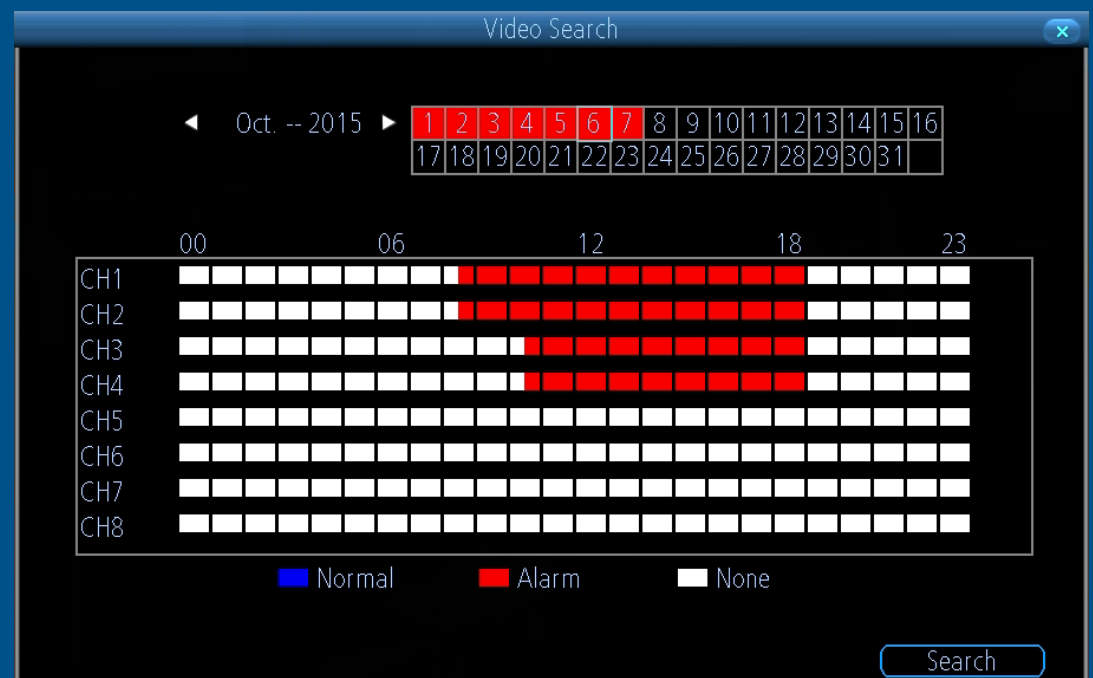 Video Search
Oct. -- 2015
1 2 3 4 5 6 7 8 9 10 11 12 13 14 15 16
17 18 19 20 21 22 23 24 25 26 27 28 29 30 31
00 06 12 18 23
CH1
CH2
CH3
CH4
CH5
CH6
CH7
CH8
Normal Alarm None
Search